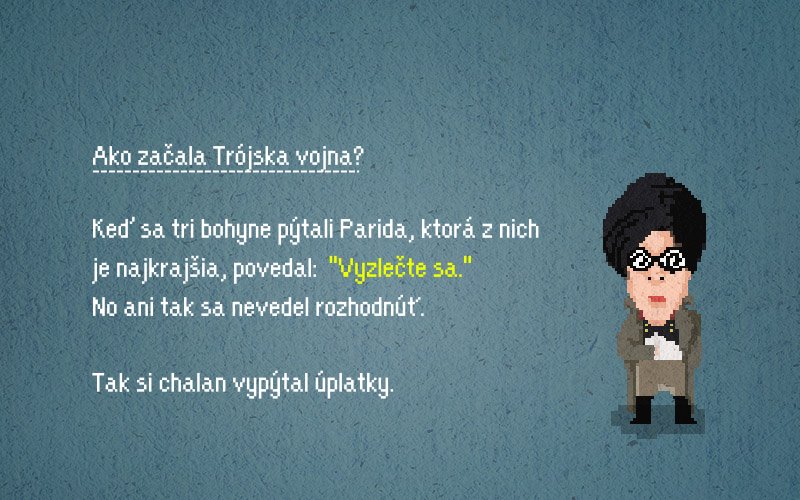 Ako začala Trójska vojna?
Keď sa tri bohyne pýtali Parida, ktorá z nich
je najkrajšia, povedal: "Vyzlečte sa."
No ani tak sa nevedel rozhodnúť.
Tak si chalan vypýtal úplatky.